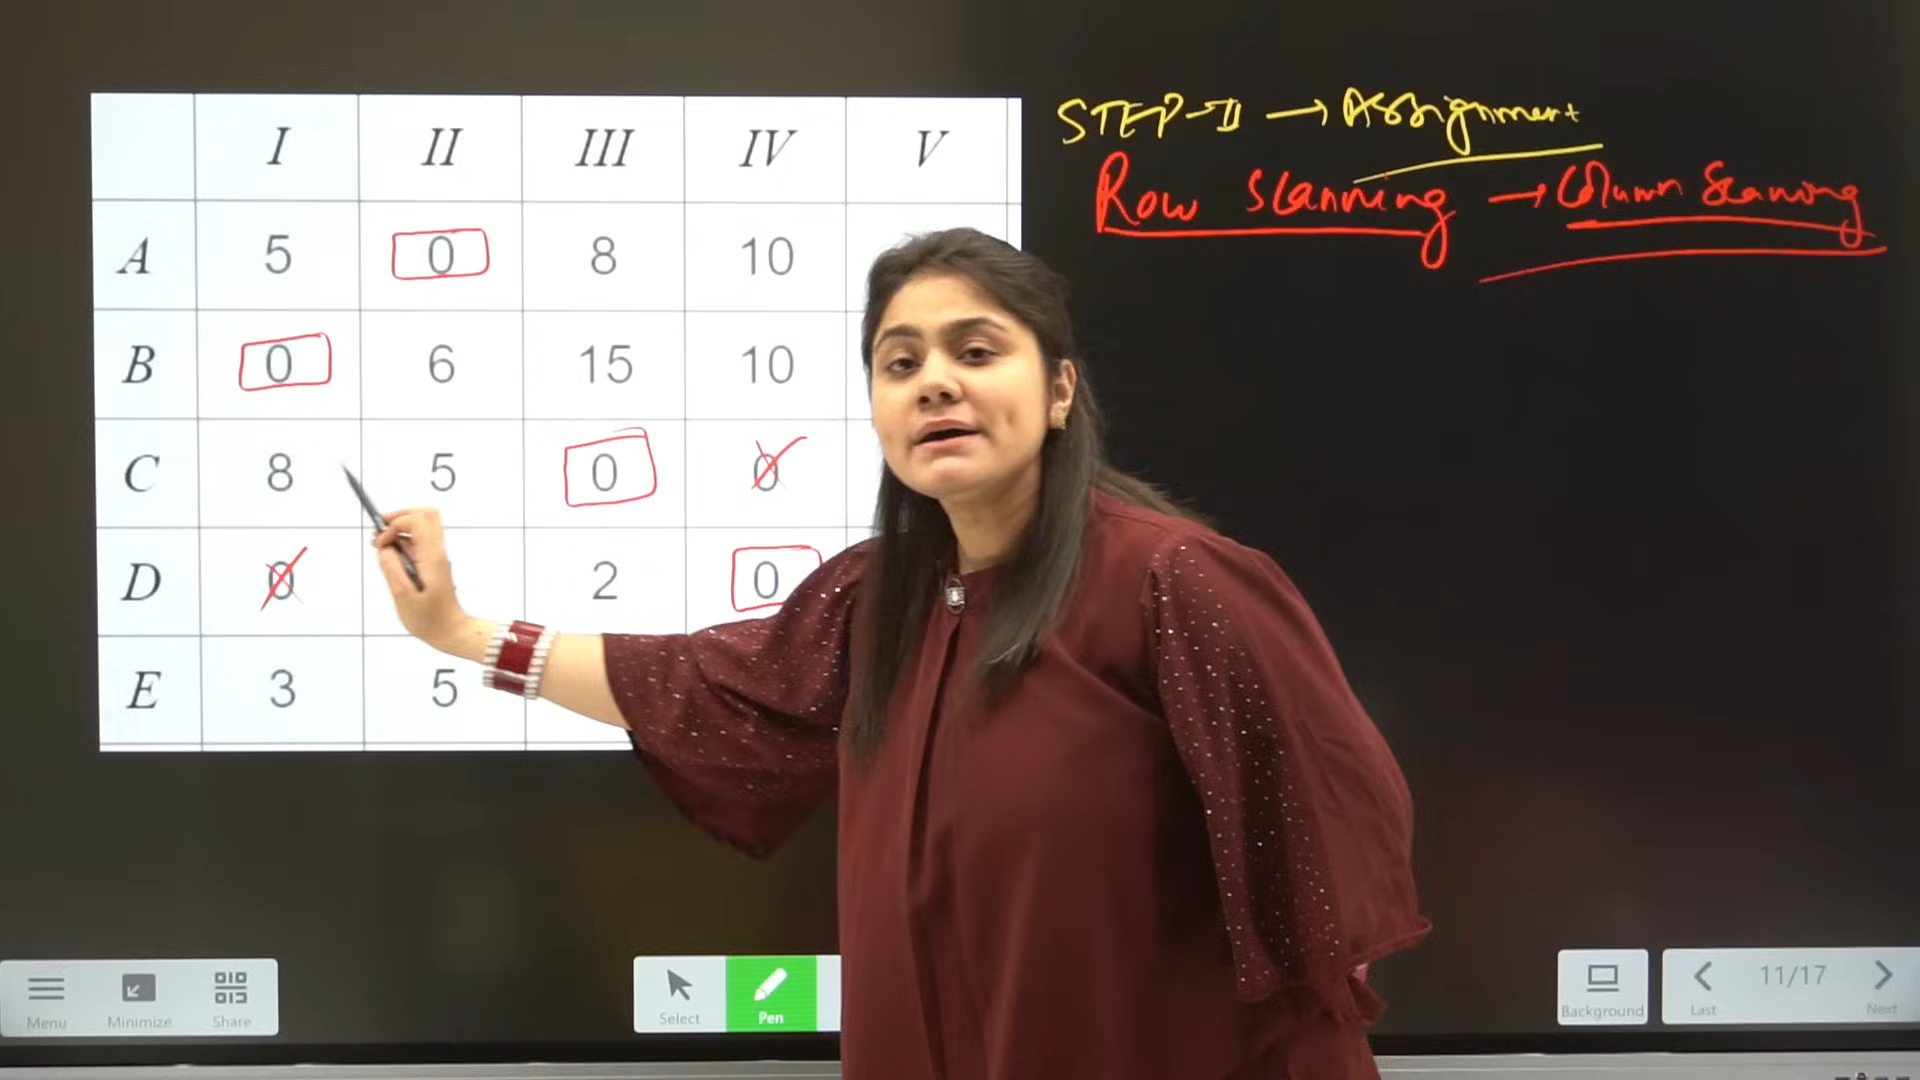 STEP-II → Assignment
Row Scanning → Column Scanning
I II III IV V
A 5 0 8 10
B 0 6 15 10
C 8 5 0 0
D 0 2 0
E 3 5
Menu Minimize Share Select Pen Background Last 11/17 Next